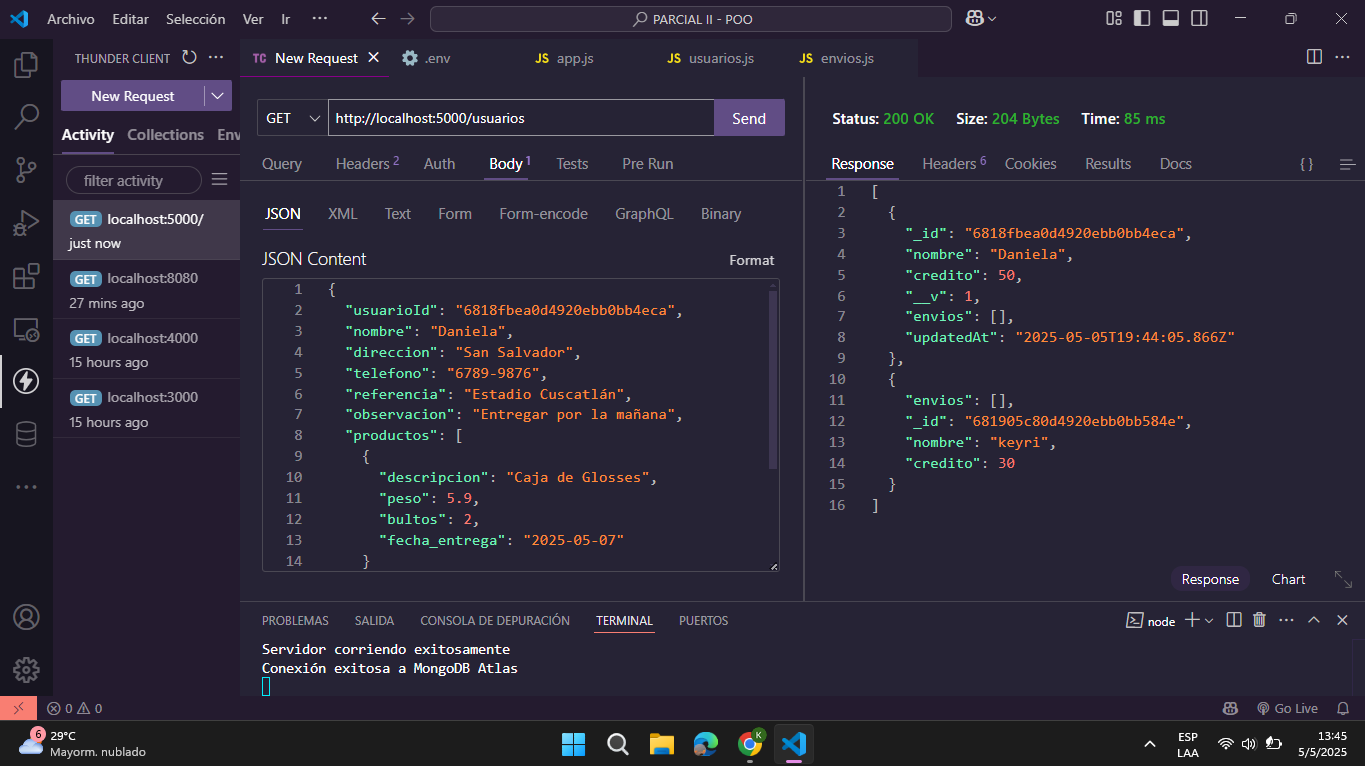 Archivo Editar Selección Ver Ir ··· PARCIAL II - POO
THUNDER CLIENT ···
New Request
Activity Collections Env
filter activity
GET localhost:5000/
just now
GET localhost:8080
27 mins ago
GET localhost:4000
15 hours ago
GET localhost:3000
15 hours ago
TC New Request .env JS app.js JS usuarios.js JS envios.js
GET http://localhost:5000/usuarios Send
Query Headers 2 Auth Body 1 Tests Pre Run
JSON XML Text Form Form-encode GraphQL Binary
JSON Content Format
1 {
2 "usuarioId": "6818fbea0d4920ebb0bb4eca",
3 "nombre": "Daniela",
4 "direccion": "San Salvador",
5 "telefono": "6789-9876",
6 "referencia": "Estadio Cuscatlán",
7 "observacion": "Entregar por la mañana",
8 "productos": [
9 {
10 "descripcion": "Caja de Glosses",
11 "peso": 5.9,
12 "bultos": 2,
13 "fecha_entrega": "2025-05-07"
14 }
Status: 200 OK Size: 204 Bytes Time: 85 ms
Response Headers 6 Cookies Results Docs {}
1 [
2 {
3 "_id": "6818fbea0d4920ebb0bb4eca",
4 "nombre": "Daniela",
5 "credito": 50,
6 "__v": 1,
7 "envios": [],
8 "updatedAt": "2025-05-05T19:44:05.866Z"
9 },
10 {
11 "envios": [],
12 "_id": "681905c80d4920ebb0bb584e",
13 "nombre": "keyri",
14 "credito": 30
15 }
16 ]
Response Chart
PROBLEMAS SALIDA CONSOLA DE DEPURACIÓN TERMINAL PUERTOS node
Servidor corriendo exitosamente
Conexión exitosa a MongoDB Atlas
0 0 Go Live
6 29°C
Mayorm. nublado
K
ESP
LAA
13:45
5/5/2025